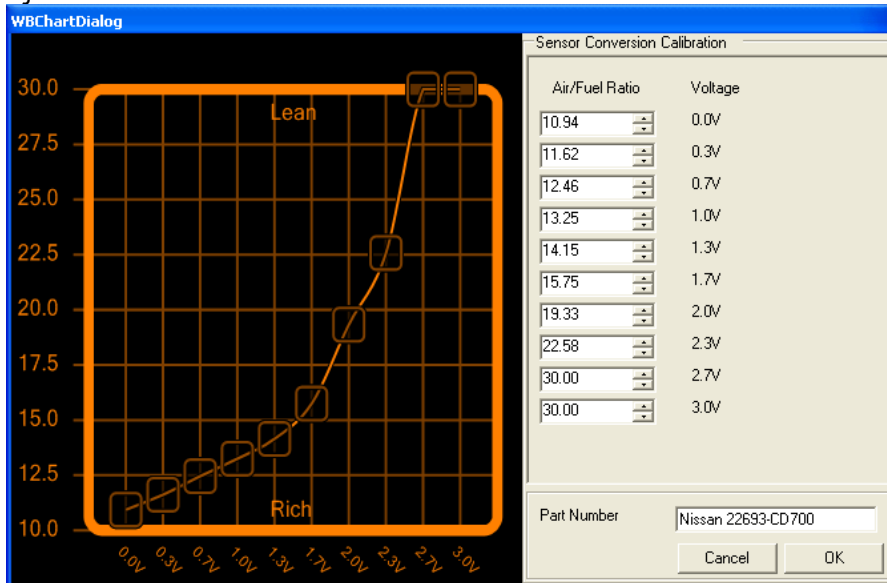 WBChartDialog
30.0
27.5
25.0
22.5
20.0
17.5
15.0
12.5
10.0
Lean
Rich
0.0V 0.3V 0.7V 1.0V 1.3V 1.7V 2.0V 2.3V 2.7V 3.0V
Sensor Conversion Calibration
Air/Fuel Ratio Voltage
10.94 0.0V
11.62 0.3V
12.46 0.7V
13.25 1.0V
14.15 1.3V
15.75 1.7V
19.33 2.0V
22.58 2.3V
30.00 2.7V
30.00 3.0V
Part Number Nissan 22693-CD700
Cancel OK